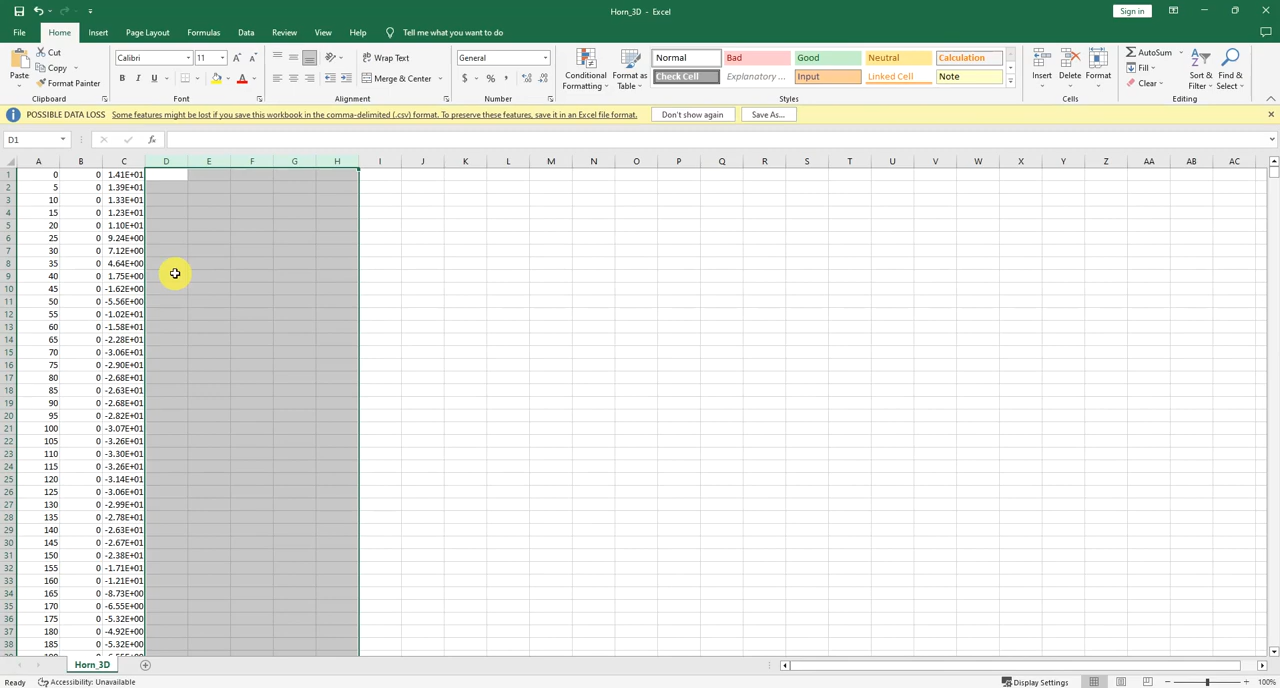 Horn_3D - Excel
Sign in
File Home Insert Page Layout Formulas Data Review View Help Tell me what you want to do
Paste
Cut
Copy
Format Painter
Clipboard
Calibri 11
B I U
Font
Wrap Text
Merge & Center
Alignment
General
$ % ,
Number
Conditional Formatting
Format as Table
Normal Bad Good Neutral Calculation
Check Cell Explanatory ... Input Linked Cell Note
Styles
Insert Delete Format
Cells
AutoSum
Fill
Clear
Sort & Filter
Find & Select
Editing
POSSIBLE DATA LOSS Some features might be lost if you save this workbook in the comma-delimited (.csv) format. To preserve these features, save it in an Excel file format. Don't show again Save As...
D1 fx
A B C D E F G H I J K L M N O P Q R S T U V W X Y Z AA AB AC
1 0 0 1.41E+01
2 5 0 1.39E+01
3 10 0 1.33E+01
4 15 0 1.23E+01
5 20 0 1.10E+01
6 25 0 9.24E+00
7 30 0 7.12E+00
8 35 0 4.64E+00
9 40 0 1.75E+00
10 45 0 -1.62E+00
11 50 0 -5.56E+00
12 55 0 -1.02E+01
13 60 0 -1.58E+01
14 65 0 -2.28E+01
15 70 0 -3.06E+01
16 75 0 -2.90E+01
17 80 0 -2.68E+01
18 85 0 -2.63E+01
19 90 0 -2.68E+01
20 95 0 -2.82E+01
21 100 0 -3.07E+01
22 105 0 -3.26E+01
23 110 0 -3.30E+01
24 115 0 -3.26E+01
25 120 0 -3.14E+01
26 125 0 -3.06E+01
27 130 0 -2.99E+01
28 135 0 -2.78E+01
29 140 0 -2.63E+01
30 145 0 -2.67E+01
31 150 0 -2.38E+01
32 155 0 -1.71E+01
33 160 0 -1.21E+01
34 165 0 -8.73E+00
35 170 0 -6.55E+00
36 175 0 -5.32E+00
37 180 0 -4.92E+00
38 185 0 -5.32E+00
Horn_3D
Ready Accessibility: Unavailable Display Settings 100%